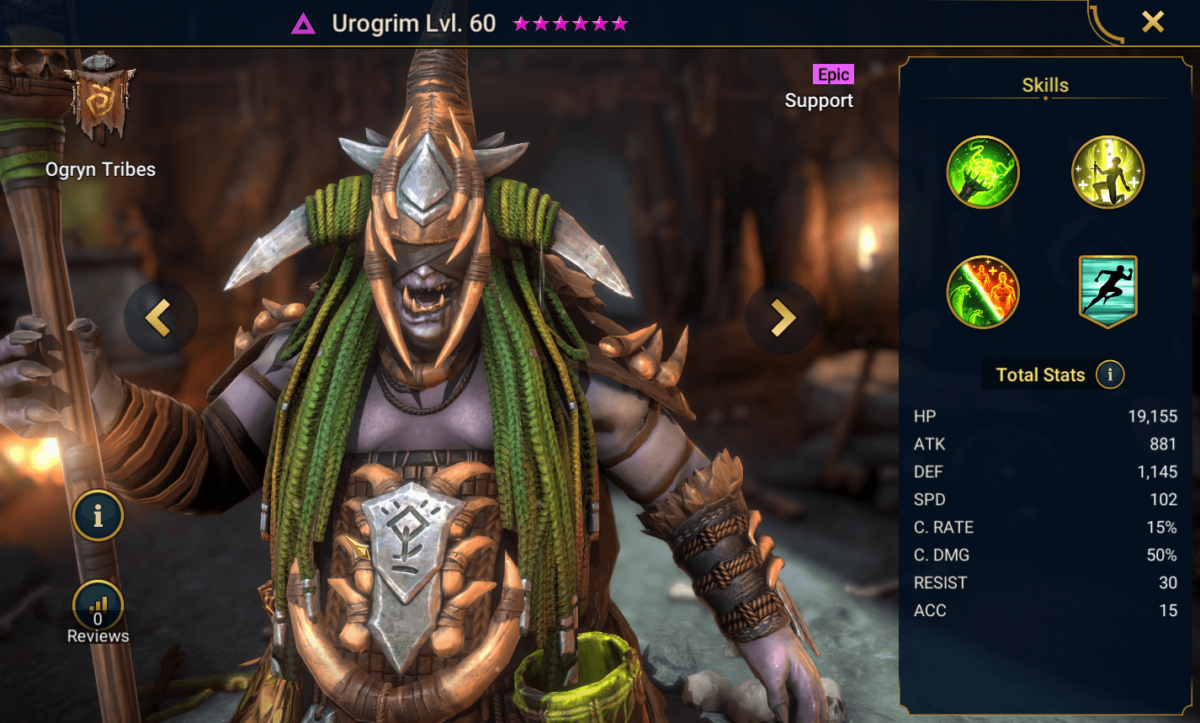 Urogrim Lvl. 60
Ogryn Tribes
Epic
Support
i
0
Reviews
Skills
Total Stats i
HP 19,155
ATK 881
DEF 1,145
SPD 102
C. RATE 15%
C. DMG 50%
RESIST 30
ACC 15